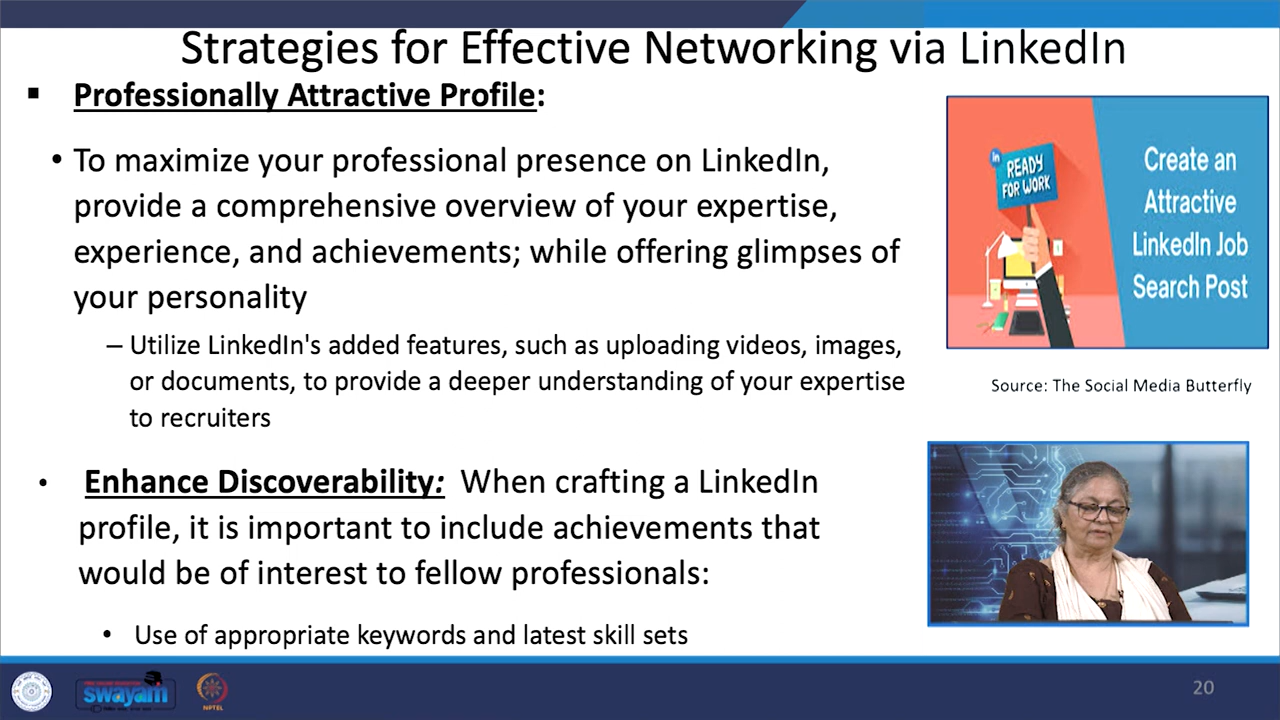 Strategies for Effective Networking via LinkedIn
▪ Professionally Attractive Profile:
• To maximize your professional presence on LinkedIn,
provide a comprehensive overview of your expertise,
experience, and achievements; while offering glimpses of
your personality
– Utilize LinkedIn's added features, such as uploading videos, images,
or documents, to provide a deeper understanding of your expertise
to recruiters
• Enhance Discoverability: When crafting a LinkedIn
profile, it is important to include achievements that
would be of interest to fellow professionals:
• Use of appropriate keywords and latest skill sets
in
READY
FOR WORK
Create an
Attractive
LinkedIn Job
Search Post
Source: The Social Media Butterfly
swayam
NPTEL
20